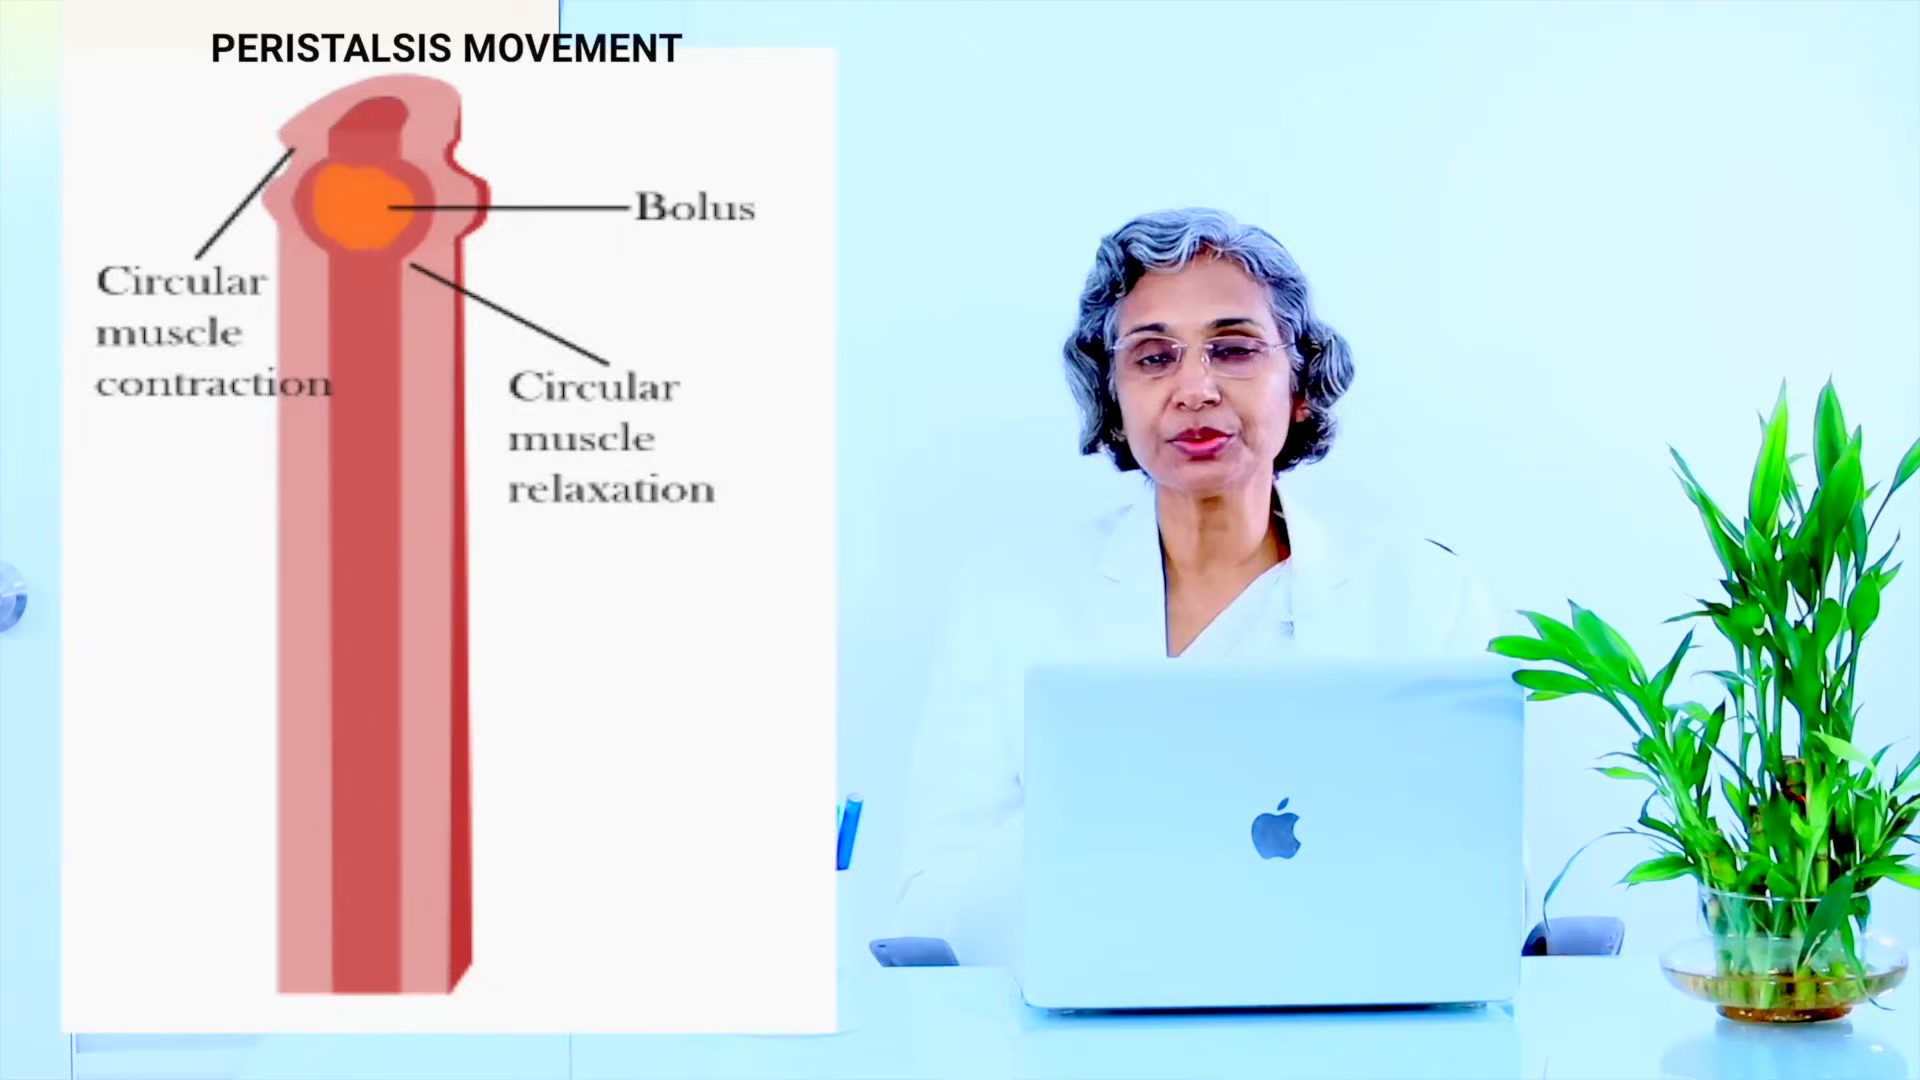 PERISTALSIS MOVEMENT
Bolus
Circular
muscle
contraction
Circular
muscle
relaxation